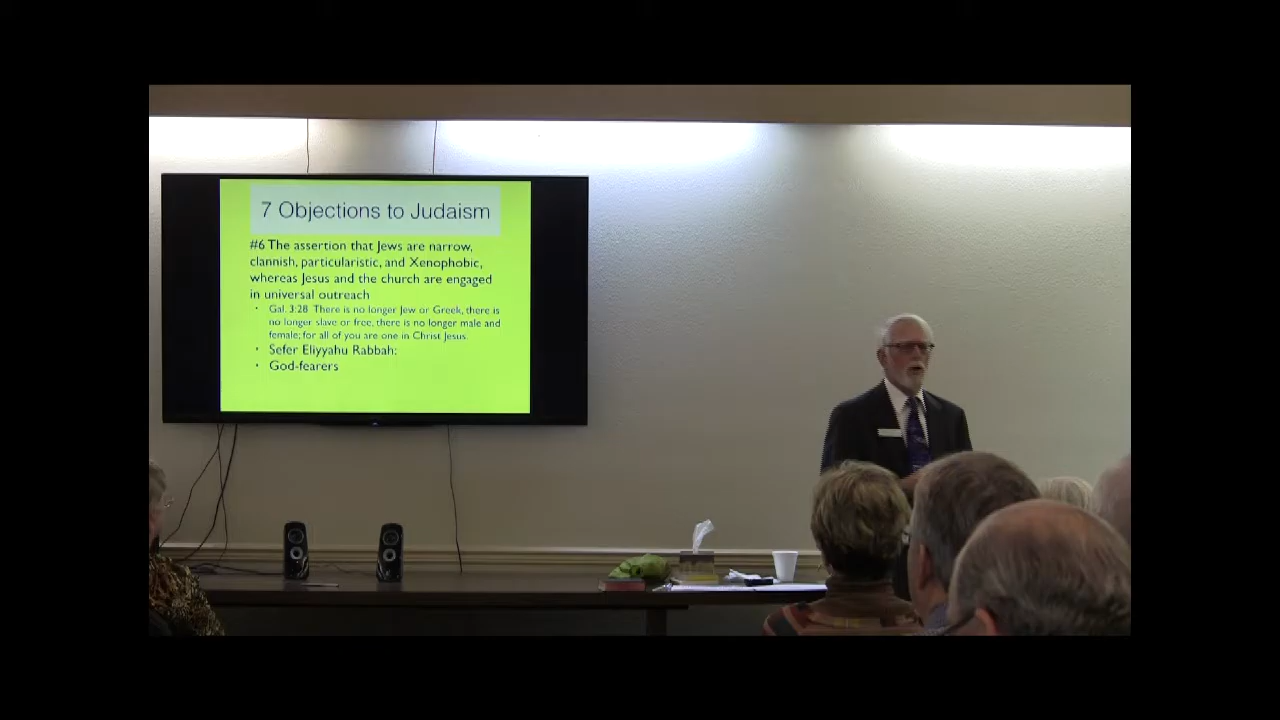 7 Objections to Judaism
#6 The assertion that Jews are narrow,
clannish, particularistic, and Xenophobic,
whereas Jesus and the church are engaged
in universal outreach
• Gal. 3:28 There is no longer Jew or Greek, there is
no longer slave or free, there is no longer male and
female; for all of you are one in Christ Jesus.
• Sefer Eliyyahu Rabbah:
• God-fearers